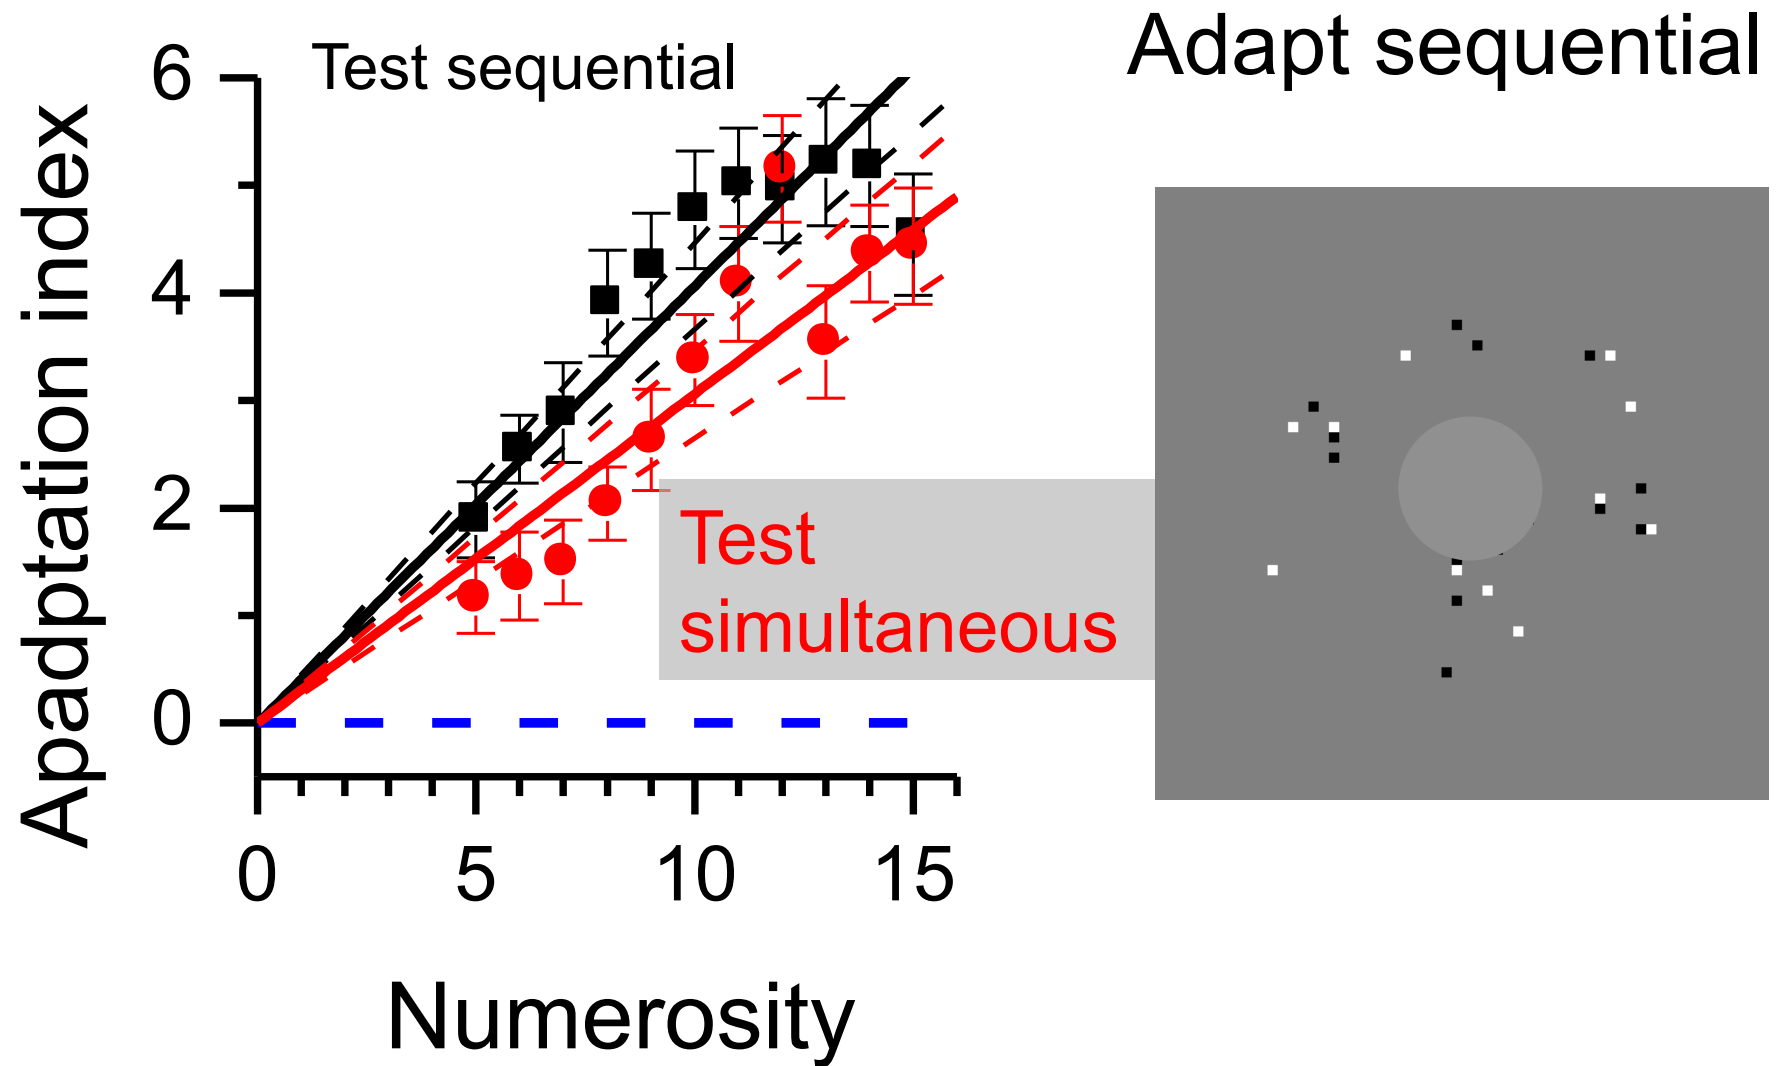 Adapt sequential
Test sequential
Apadptation index
6
4
2
0
Test
simultaneous
0 5 10 15
Numerosity